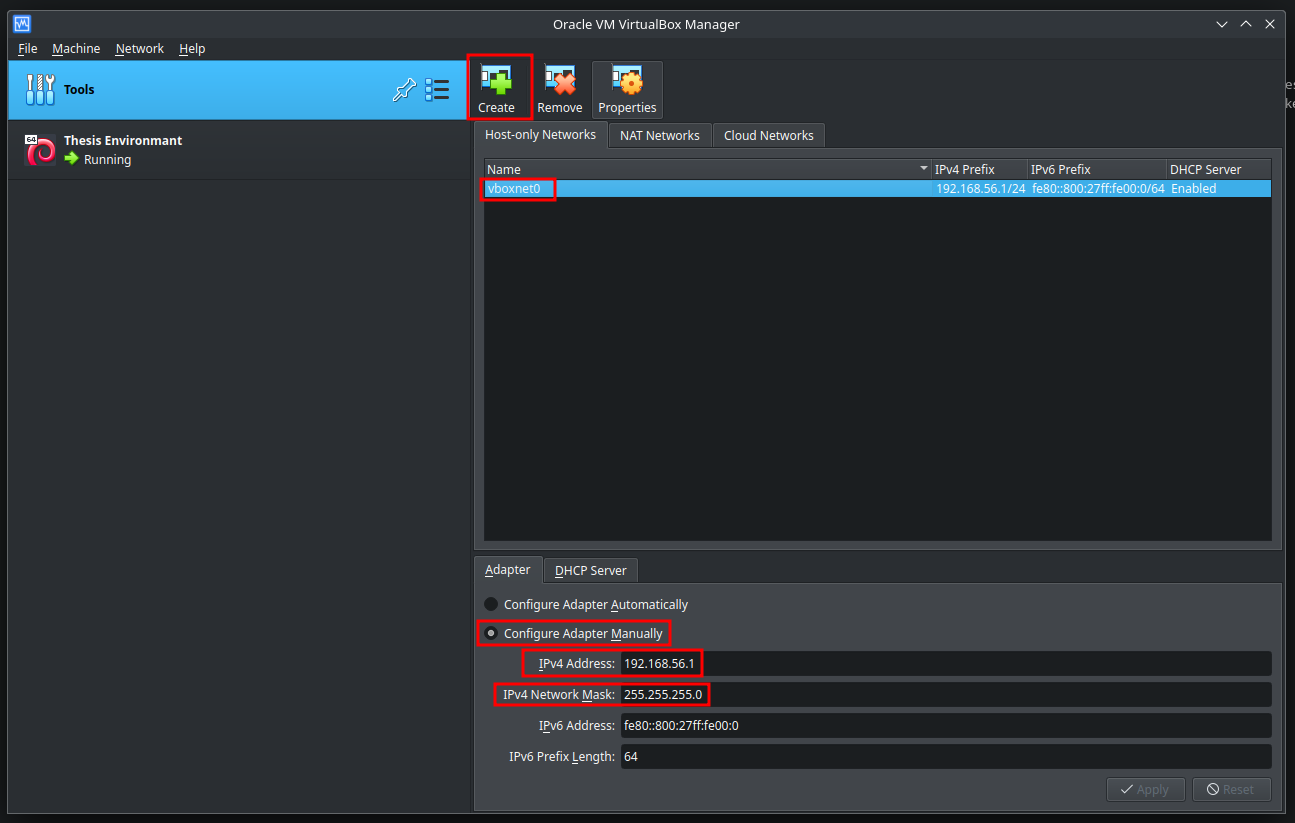 Oracle VM VirtualBox Manager
File Machine Network Help
Tools
Create Remove Properties
64
Thesis Environmant
Running
Host-only Networks NAT Networks Cloud Networks
Name IPv4 Prefix IPv6 Prefix DHCP Server
vboxnet0 192.168.56.1/24 fe80::800:27ff:fe00:0/64 Enabled
Adapter DHCP Server
Configure Adapter Automatically
Configure Adapter Manually
IPv4 Address: 192.168.56.1
IPv4 Network Mask: 255.255.255.0
IPv6 Address: fe80::800:27ff:fe00:0
IPv6 Prefix Length: 64
Apply Reset